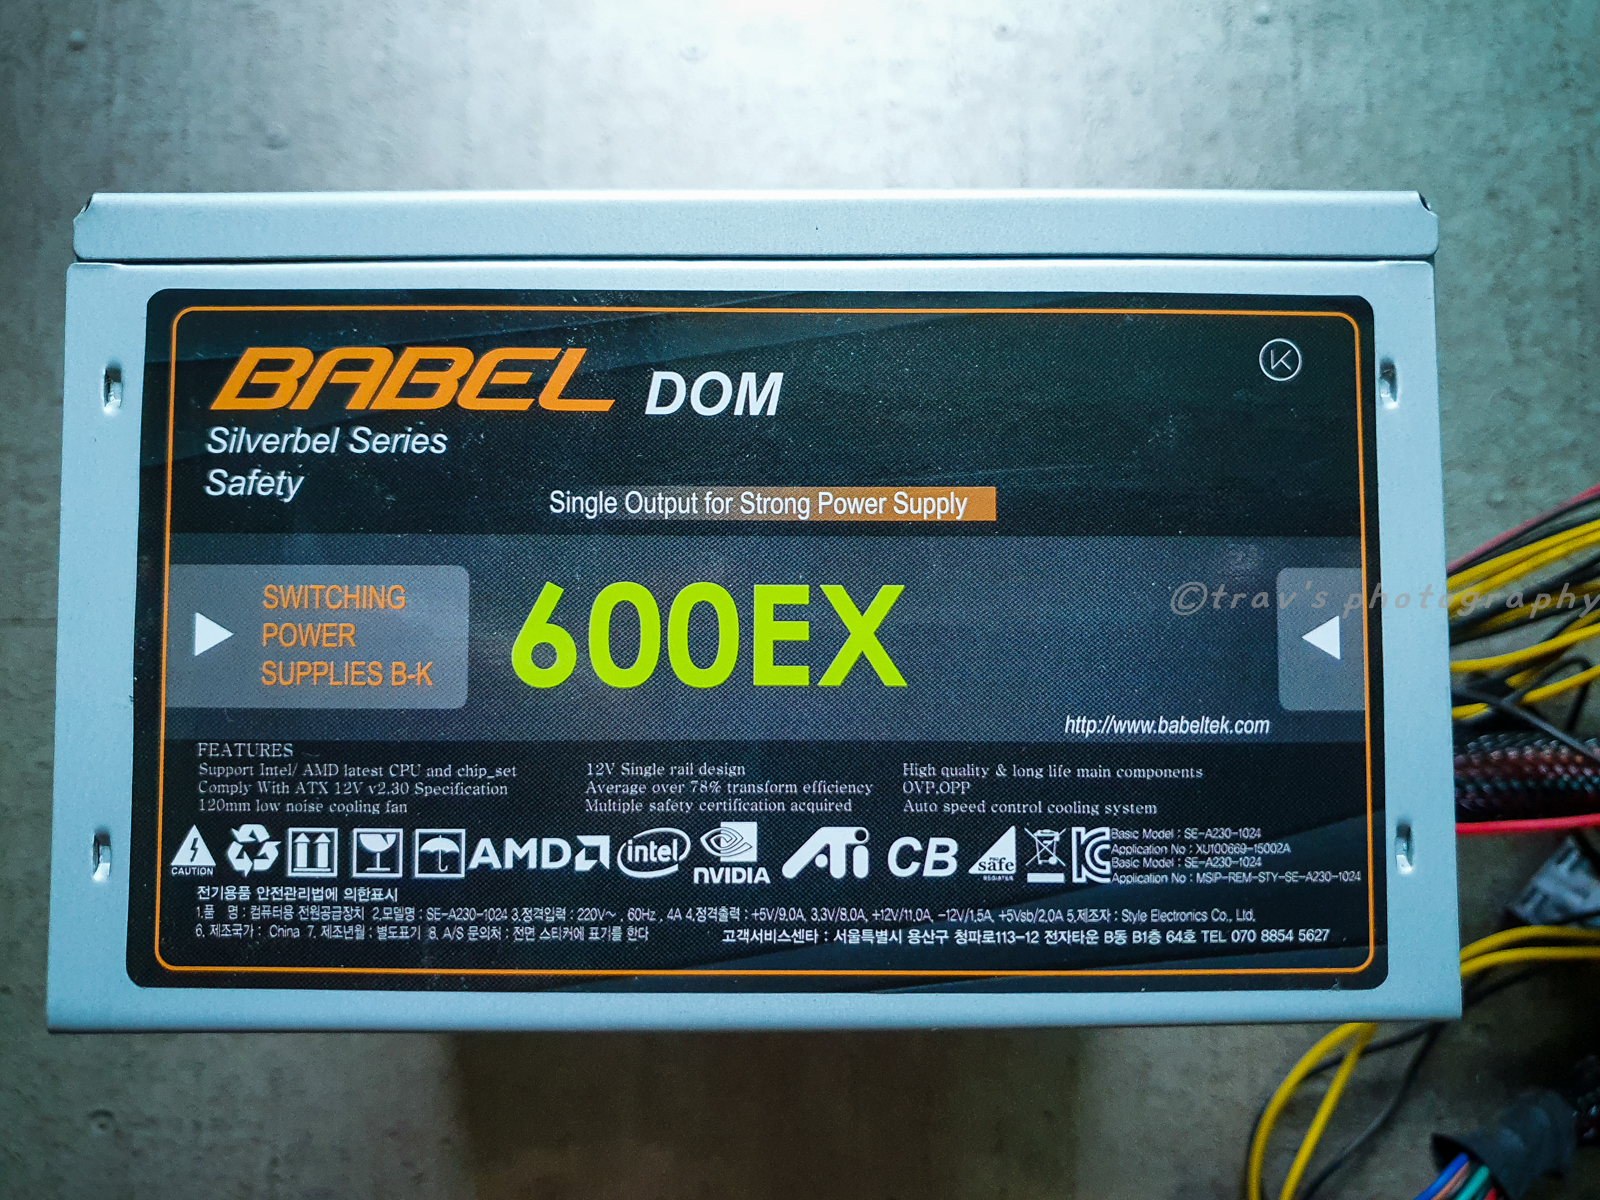 BABEL DOM
Silverbel Series
Safety
Single Output for Strong Power Supply
SWITCHING
POWER
SUPPLIES B-K
600EX
©trav's photography
http://www.babeltek.com
FEATURES
Support Intel/ AMD latest CPU and chip_set
Comply With ATX 12V v2.30 Specification
120mm low noise cooling fan
12V Single rail design
Average over 78% transform efficiency
Multiple safety certification acquired
High quality & long life main components
OVP,OPP
Auto speed control cooling system
CAUTION
AMD
intel
NVIDIA
ATI
CB
safe
REGISTER
Basic Model : SE-A230-1024
Application No : XU100669-15002A
Basic Model : SE-A230-1024
Application No : MSIP-REM-STY-SE-A230-1024
전기용품 안전관리법에 의한표시
1.품 명 : 컴퓨터용 전원공급장치 2.모델명 : SE-A230-1024 3.정격입력 : 220V~ , 60Hz , 4A 4.정격출력 : +5V/9.0A, 3.3V/8.0A, +12V/11.0A, -12V/1.5A, +5Vsb/2.0A 5.제조자 : Style Electronics Co., Ltd.
6. 제조국가 : China 7. 제조년월 : 별도표기 8. A/S 문의처 : 전면 스티커에 표기를 한다
고객서비스센타 : 서울특별시 용산구 청파로113-12 전자타운 B동 B1층 64호 TEL 070 8854 5627